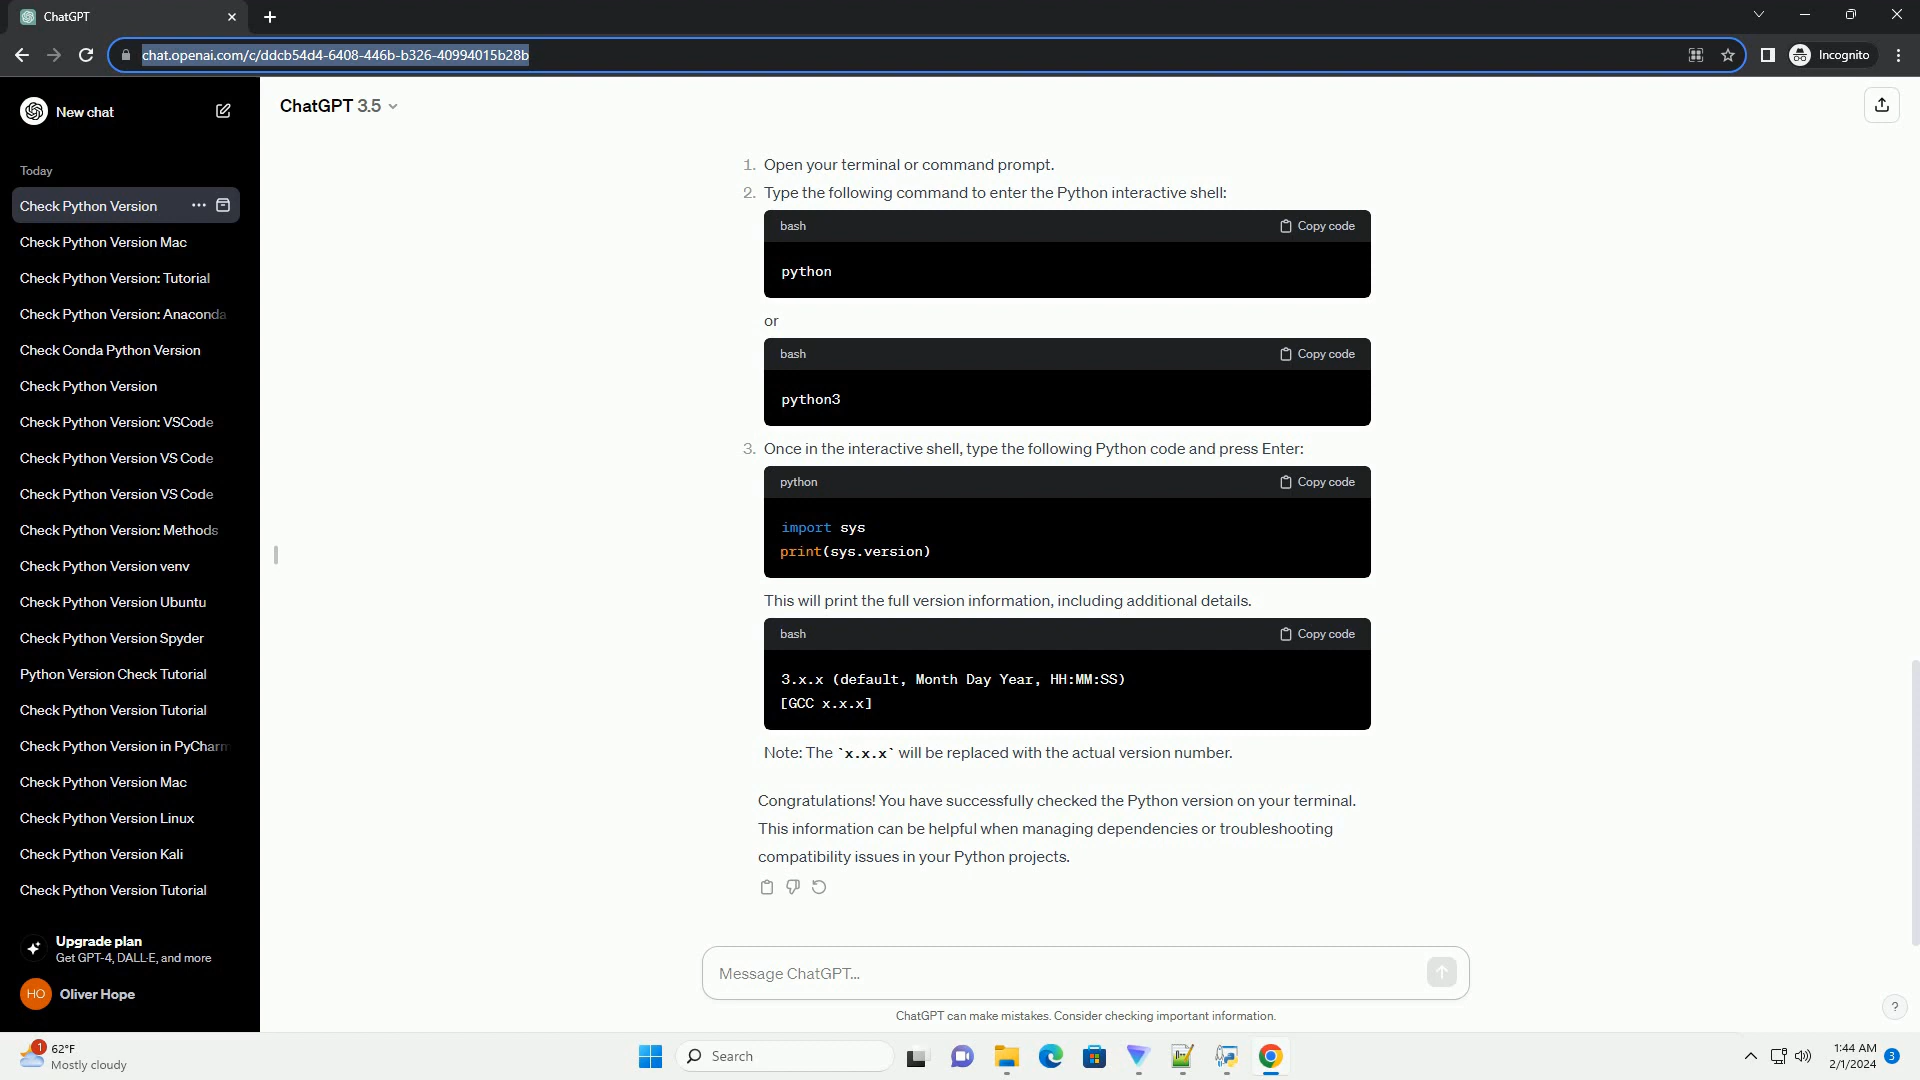 ChatGPT
chat.openai.com/c/ddcb54d4-6408-446b-b326-40994015b28b
Incognito
New chat
ChatGPT 3.5
Today
Check Python Version
Check Python Version Mac
Check Python Version: Tutorial
Check Python Version: Anaconda
Check Conda Python Version
Check Python Version
Check Python Version: VSCode
Check Python Version VS Code
Check Python Version VS Code
Check Python Version: Methods
Check Python Version venv
Check Python Version Ubuntu
Check Python Version Spyder
Python Version Check Tutorial
Check Python Version Tutorial
Check Python Version in PyCharm
Check Python Version Mac
Check Python Version Linux
Check Python Version Kali
Check Python Version Tutorial
Upgrade plan
Get GPT-4, DALL·E, and more
HO Oliver Hope
1. Open your terminal or command prompt.
2. Type the following command to enter the Python interactive shell:
bash Copy code
python
or
bash Copy code
python3
3. Once in the interactive shell, type the following Python code and press Enter:
python Copy code
import sys
print(sys.version)
This will print the full version information, including additional details.
bash Copy code
3.x.x (default, Month Day Year, HH:MM:SS)
[GCC x.x.x]
Note: The `x.x.x` will be replaced with the actual version number.
Congratulations! You have successfully checked the Python version on your terminal.
This information can be helpful when managing dependencies or troubleshooting
compatibility issues in your Python projects.
Message ChatGPT...
ChatGPT can make mistakes. Consider checking important information.
?
1
62°F
Mostly cloudy
Search
1:44 AM
2/1/2024
3